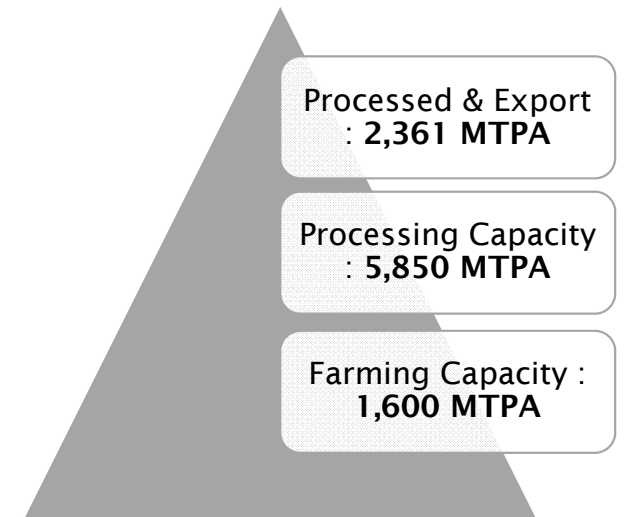 Processed & Export
: 2,361 MTPA
Processing Capacity
: 5,850 MTPA
Farming Capacity :
1,600 MTPA